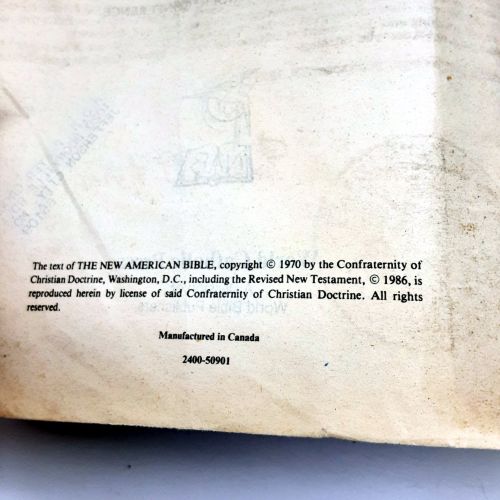 The text of THE NEW AMERICAN BIBLE, copyright © 1970 by the Confraternity of
Christian Doctrine, Washington, D.C., including the Revised New Testament, © 1986, is
reproduced herein by license of said Confraternity of Christian Doctrine. All rights
reserved.
Manufactured in Canada
2400-50901